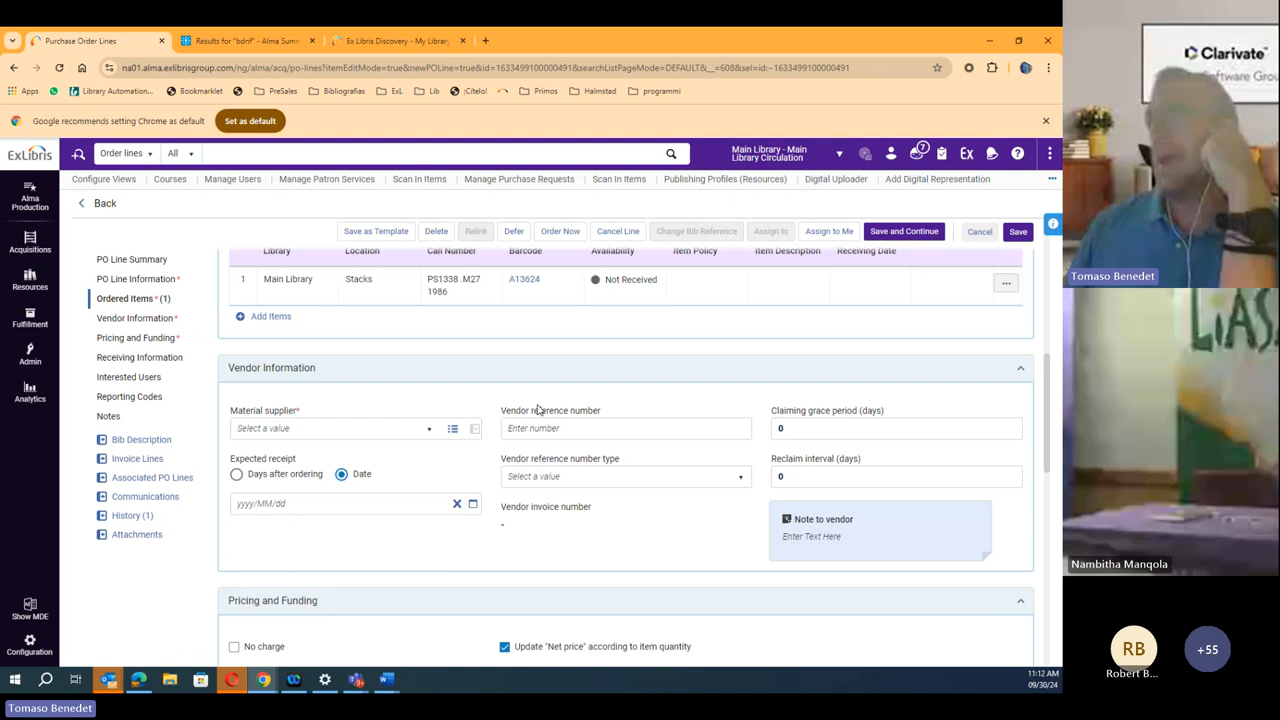 Purchase Order Lines
Results for "bdnf" - Alma Sum
Ex Libris Discovery - My Library
na01.alma.exlibrisgroup.com/ng/alma/acq/po-lines?itemEditMode=true&newPOLine=true&id=1633499100000491&searchListPageMode=DEFAULT&__=608&sel=id:~1633499100000491
Apps
Bookmarklet
Library Automation...
PreSales
Bibliografias
ExL
Lib
¡Cítelo!
Primos
Halmstad
programmi
Google recommends setting Chrome as default
Set as default
ExLibris
Order lines
All
Main Library - Main
Library Circulation
7
Ex
Configure Views
Courses
Manage Users
Manage Patron Services
Scan In Items
Manage Purchase Requests
Scan In Items
Publishing Profiles (Resources)
Digital Uploader
Add Digital Representation
Alma
Production
Acquisitions
Resources
Fulfillment
Admin
Analytics
Show MDE
Configuration
Back
Save as Template
Delete
Relink
Defer
Order Now
Cancel Line
Change Bib Reference
Assign to
Assign to Me
Save and Continue
Cancel
Save
PO Line Summary
PO Line Information*
Ordered Items* (1)
Vendor Information*
Pricing and Funding*
Receiving Information
Interested Users
Reporting Codes
Notes
Bib Description
Invoice Lines
Associated PO Lines
Communications
History (1)
Attachments
Library
Location
Call Number
Barcode
Availability
Item Policy
Item Description
Receiving Date
1
Main Library
Stacks
PS1338 .M27
1986
A13624
Not Received
Add Items
Vendor Information
Material supplier*
Select a value
Vendor reference number
Enter number
Claiming grace period (days)
0
Expected receipt
Days after ordering
Date
yyyy/MM/dd
Vendor reference number type
Select a value
Reclaim interval (days)
0
Vendor invoice number
-
Note to vendor
Enter Text Here
Pricing and Funding
No charge
Update "Net price" according to item quantity
11:12 AM
09/30/24
Tomaso Benedet
Clarivate
Software Grou
Tomaso Benedet
LIAS
Nambitha Manqola
RB
Robert B...
+55